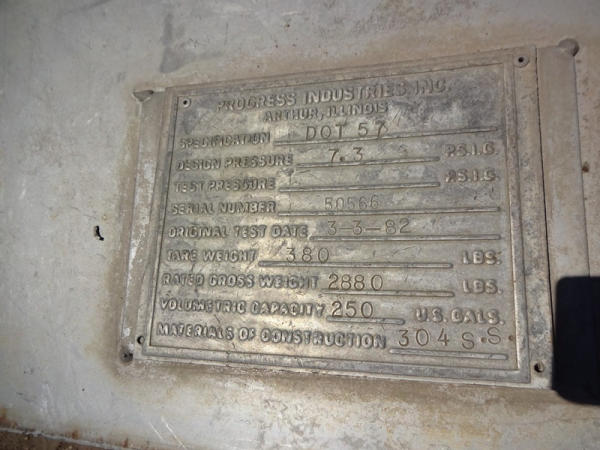 PROGRESS INDUSTRIES, INC.
ARTHUR, ILLINOIS
SPECIFICATION DOT 57
DESIGN PRESSURE 7.3 P.S.I.G.
TEST PRESSURE P.S.I.G.
SERIAL NUMBER 50566
ORIGINAL TEST DATE 3-3-82
TARE WEIGHT 380 LBS.
RATED GROSS WEIGHT 2880 LBS.
VOLUMETRIC CAPACITY 250 U.S. GALS.
MATERIALS OF CONSTRUCTION 304 S.S.